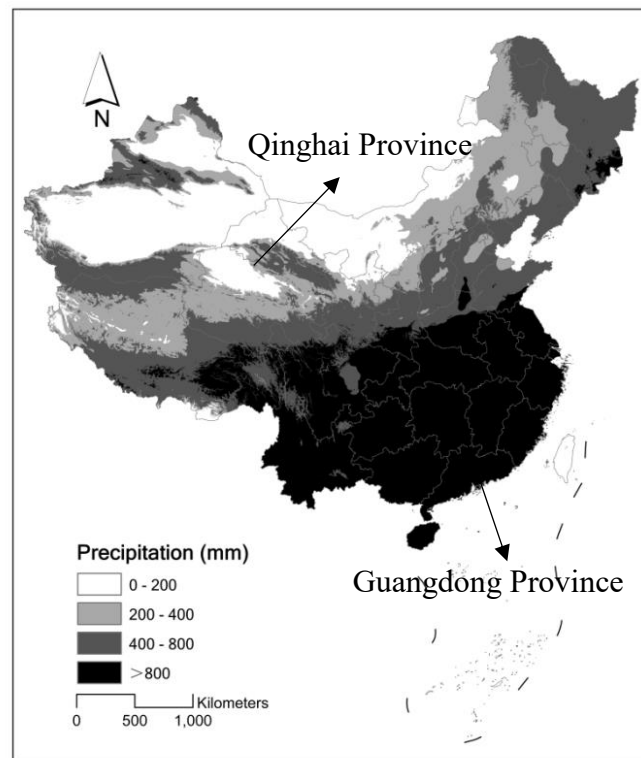 N
Qinghai Province
Guangdong Province
Precipitation (mm)
0 - 200
200 - 400
400 - 800
>800
Kilometers
0 500 1,000